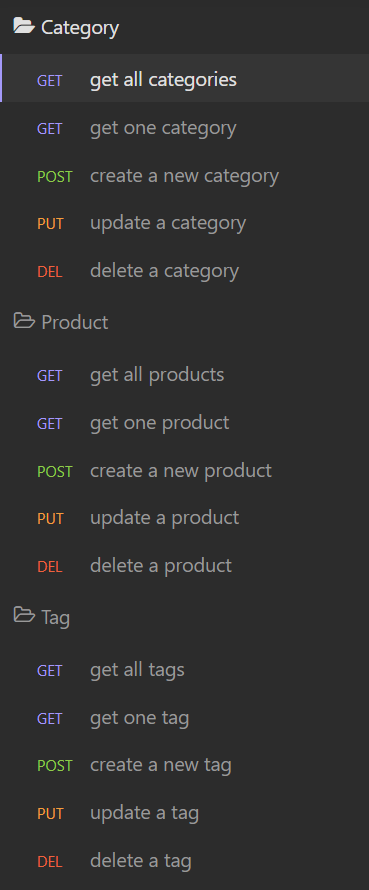 Category
GET get all categories
GET get one category
POST create a new category
PUT update a category
DEL delete a category
Product
GET get all products
GET get one product
POST create a new product
PUT update a product
DEL delete a product
Tag
GET get all tags
GET get one tag
POST create a new tag
PUT update a tag
DEL delete a tag